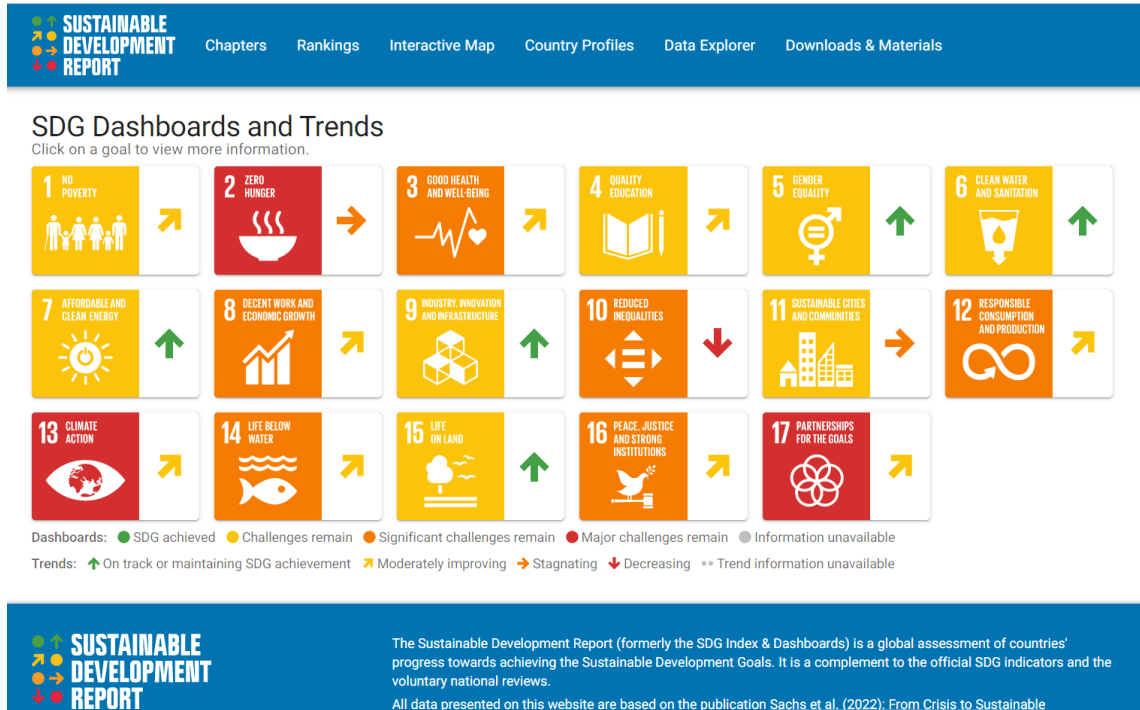 SUSTAINABLE
DEVELOPMENT
REPORT
Chapters Rankings Interactive Map Country Profiles Data Explorer Downloads & Materials
SDG Dashboards and Trends
Click on a goal to view more information.
1 NO
POVERTY
2 ZERO
HUNGER
3 GOOD HEALTH
AND WELL-BEING
4 QUALITY
EDUCATION
5 GENDER
EQUALITY
6 CLEAN WATER
AND SANITATION
7 AFFORDABLE AND
CLEAN ENERGY
8 DECENT WORK AND
ECONOMIC GROWTH
9 INDUSTRY, INNOVATION
AND INFRASTRUCTURE
10 REDUCED
INEQUALITIES
11 SUSTAINABLE CITIES
AND COMMUNITIES
12 RESPONSIBLE
CONSUMPTION
AND PRODUCTION
13 CLIMATE
ACTION
14 LIFE BELOW
WATER
15 LIFE
ON LAND
16 PEACE, JUSTICE
AND STRONG
INSTITUTIONS
17 PARTNERSHIPS
FOR THE GOALS
Dashboards: SDG achieved Challenges remain Significant challenges remain Major challenges remain Information unavailable
Trends: On track or maintaining SDG achievement Moderately improving Stagnating Decreasing Trend information unavailable
SUSTAINABLE
DEVELOPMENT
REPORT
The Sustainable Development Report (formerly the SDG Index & Dashboards) is a global assessment of countries'
progress towards achieving the Sustainable Development Goals. It is a complement to the official SDG indicators and the
voluntary national reviews.
All data presented on this website are based on the publication Sachs et al. (2022): From Crisis to Sustainable